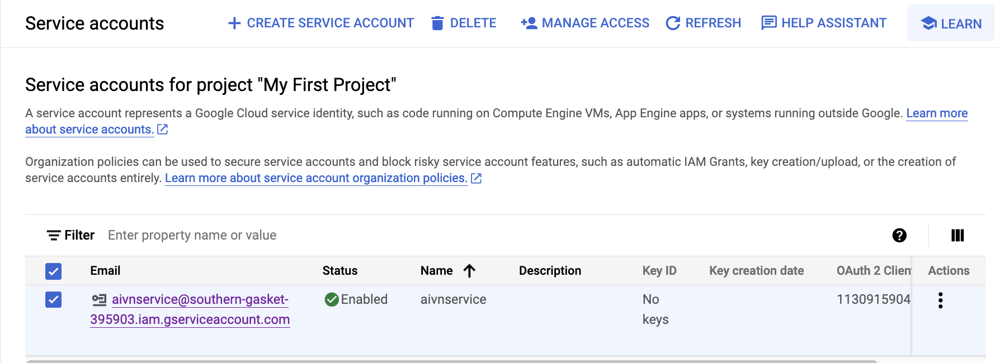 Service accounts
CREATE SERVICE ACCOUNT
DELETE
MANAGE ACCESS
REFRESH
HELP ASSISTANT
LEARN
Service accounts for project "My First Project"
A service account represents a Google Cloud service identity, such as code running on Compute Engine VMs, App Engine apps, or systems running outside Google. Learn more
about service accounts.
Organization policies can be used to secure service accounts and block risky service account features, such as automatic IAM Grants, key creation/upload, or the creation of
service accounts entirely. Learn more about service account organization policies.
Filter Enter property name or value
Email Status Name Description Key ID Key creation date OAuth 2 Client Actions
aivnservice@southern-gasket- Enabled aivnservice No 1130915904
395903.iam.gserviceaccount.com keys